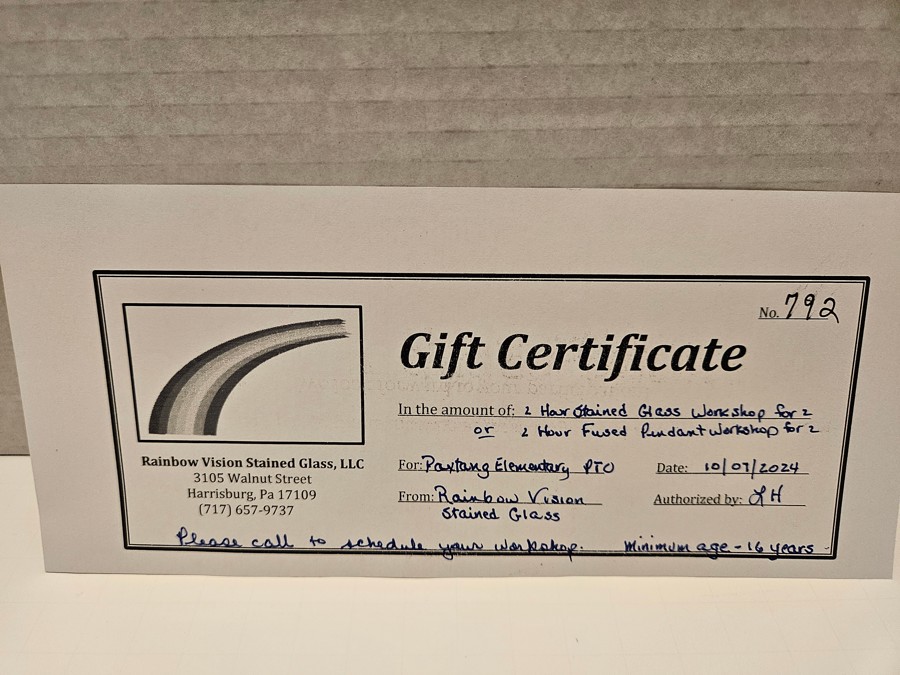 No. 792
Gift Certificate
In the amount of: 2 Hour Stained Glass Workshop for 2
or 2 Hour Fused Pendant Workshop for 2
For: Paxtang Elementary PTO Date: 10/07/2024
From: Rainbow Vision Authorized by: LH
Stained Glass
Rainbow Vision Stained Glass, LLC
3105 Walnut Street
Harrisburg, Pa 17109
(717) 657-9737
Please call to schedule your workshop. Minimum age - 16 years